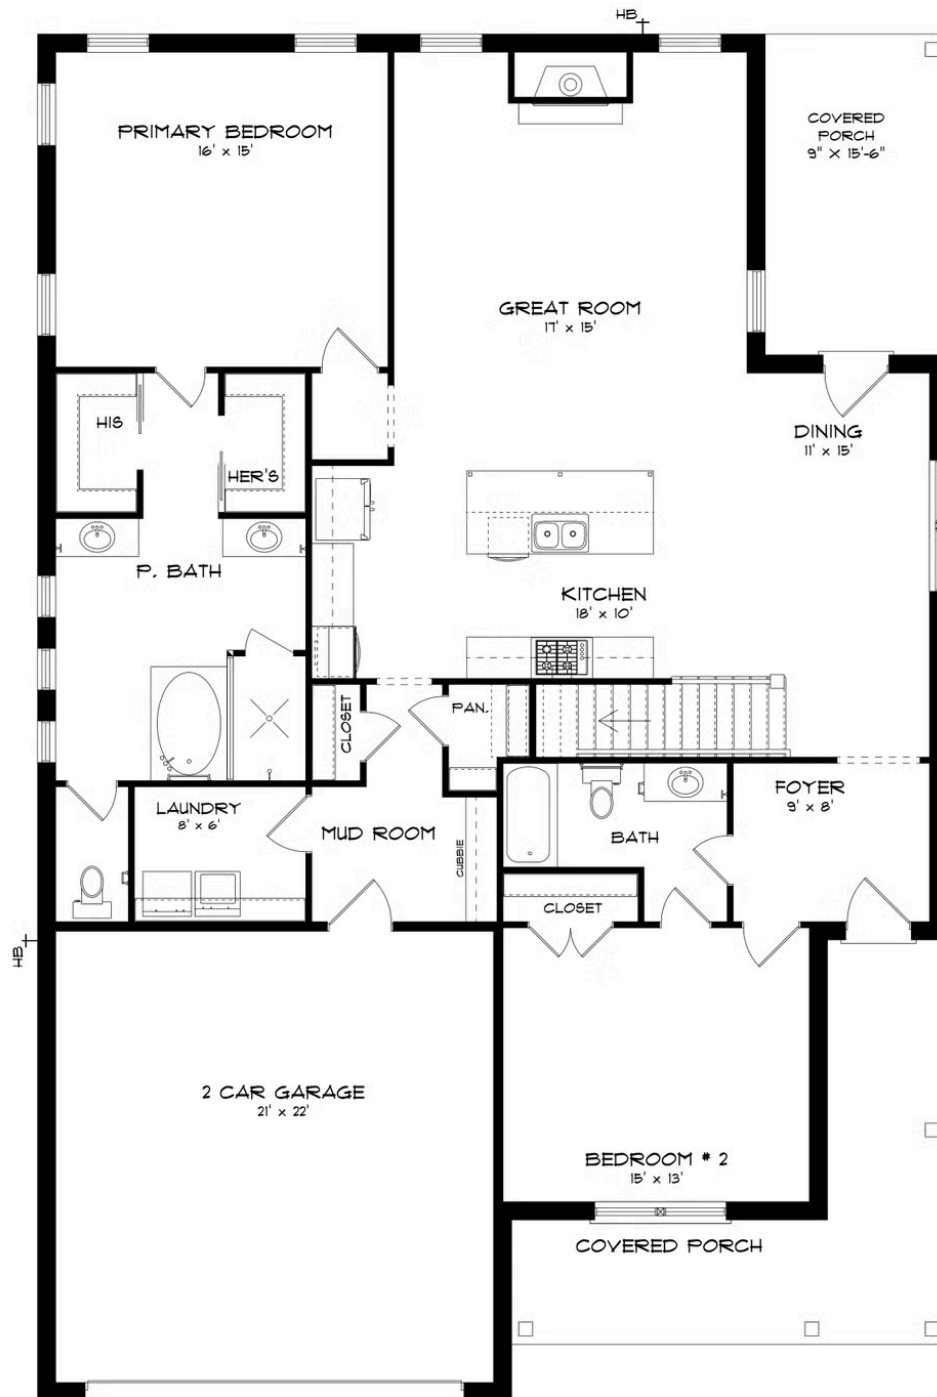 HB
PRIMARY BEDROOM
16' x 15'
COVERED
PORCH
9" X 15'-6"
GREAT ROOM
17' x 15'
HIS
HER'S
DINING
11' x 15'
P. BATH
KITCHEN
18' x 10'
CLOSET
PAN.
LAUNDRY
8' x 6'
MUD ROOM
CUBBIE
BATH
FOYER
9' x 8'
CLOSET
HB
2 CAR GARAGE
21' x 22'
BEDROOM # 2
15' x 13'
COVERED PORCH